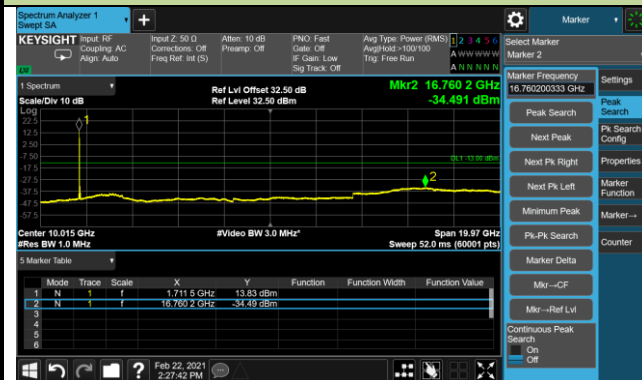 Spectrum Analyzer 1
Swept SA
+
Marker
KEYSIGHT
Input: RF
Coupling: AC
Align: Auto
Input Z: 50 Ω
Corrections: Off
Freq Ref: Int (S)
Atten: 10 dB
Preamp: Off
PNO: Fast
Gate: Off
IF Gain: Low
Sig Track: Off
Avg Type: Power (RMS)
Avg|Hold:>100/100
Trig: Free Run
1 2 3 4 5 6
A W W W W W
A N N N N N
Select Marker
Marker 2
1 Spectrum
Scale/Div 10 dB
Log
Ref Lvl Offset 32.50 dB
Ref Level 32.50 dBm
Mkr2 16.760 2 GHz
-34.491 dBm
22.5
12.5
2.50
-7.50
-17.5
-27.5
-37.5
-47.5
-57.5
1
DL1 -13.00 dBm
2
Center 10.015 GHz
#Res BW 1.0 MHz
#Video BW 3.0 MHz*
Span 19.97 GHz
Sweep 52.0 ms (60001 pts)
5 Marker Table
Mode Trace Scale X Y Function Function Width Function Value
1 N 1 f 1.711 5 GHz 13.83 dBm
2 N 1 f 16.760 2 GHz -34.49 dBm
3
4
5
6
Marker Frequency
16.760200333 GHz
Peak Search
Next Peak
Next Pk Right
Next Pk Left
Minimum Peak
Pk-Pk Search
Marker Delta
Mkr→CF
Mkr→Ref Lvl
Continuous Peak
Search
On
Off
Settings
Peak
Search
Pk Search
Config
Properties
Marker
Function
Marker→
Counter
Feb 22, 2021
2:27:42 PM